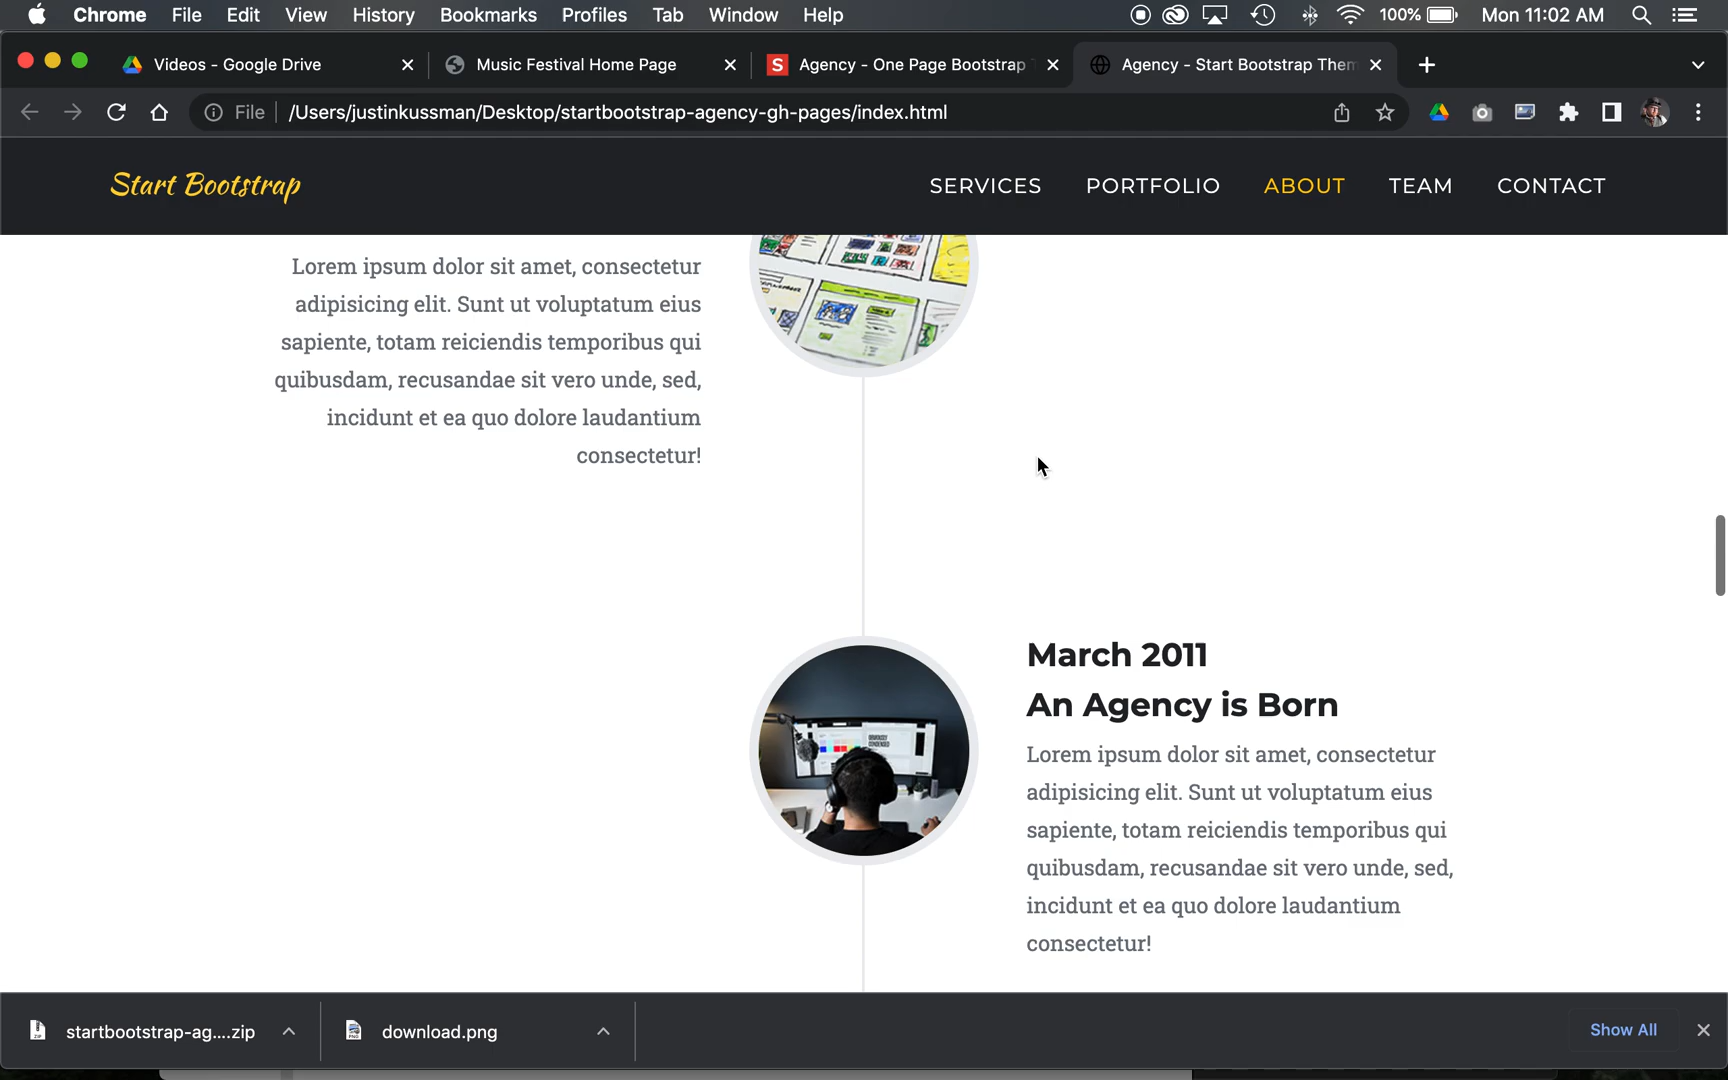 Chrome File Edit View History Bookmarks Profiles Tab Window Help 100% Mon 11:02 AM
Videos - Google Drive Music Festival Home Page Agency - One Page Bootstrap Agency - Start Bootstrap Them
File /Users/justinkussman/Desktop/startbootstrap-agency-gh-pages/index.html
Start Bootstrap SERVICES PORTFOLIO ABOUT TEAM CONTACT
Lorem ipsum dolor sit amet, consectetur
adipisicing elit. Sunt ut voluptatum eius
sapiente, totam reiciendis temporibus qui
quibusdam, recusandae sit vero unde, sed,
incidunt et ea quo dolore laudantium
consectetur!
March 2011
An Agency is Born
Lorem ipsum dolor sit amet, consectetur
adipisicing elit. Sunt ut voluptatum eius
sapiente, totam reiciendis temporibus qui
quibusdam, recusandae sit vero unde, sed,
incidunt et ea quo dolore laudantium
consectetur!
startbootstrap-ag....zip download.png Show All